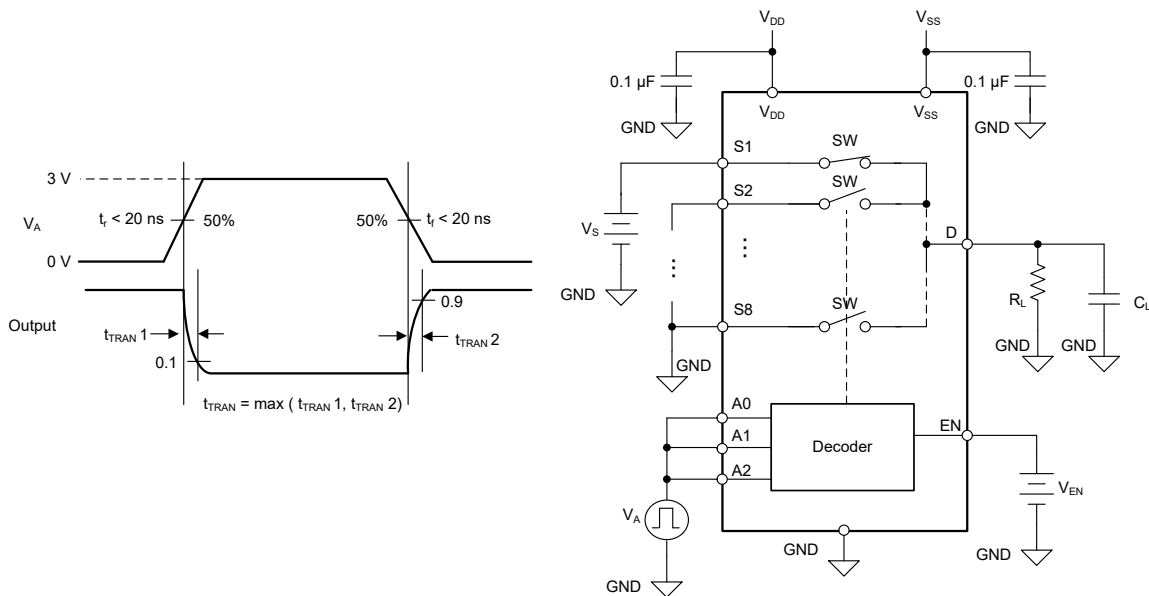 3 V
V_A
t_r < 20 ns
50%
50%
t_f < 20 ns
0 V
Output
t_TRAN 1
0.1
0.9
t_TRAN 2
t_TRAN = max ( t_TRAN 1, t_TRAN 2)
V_DD
V_SS
0.1 µF
0.1 µF
GND
V_DD
V_SS
GND
S1
SW
S2
SW
V_S
...
...
D
GND
S8
SW
R_L
C_L
GND
GND
GND
A0
A1
A2
Decoder
EN
V_A
V_EN
GND
GND
GND